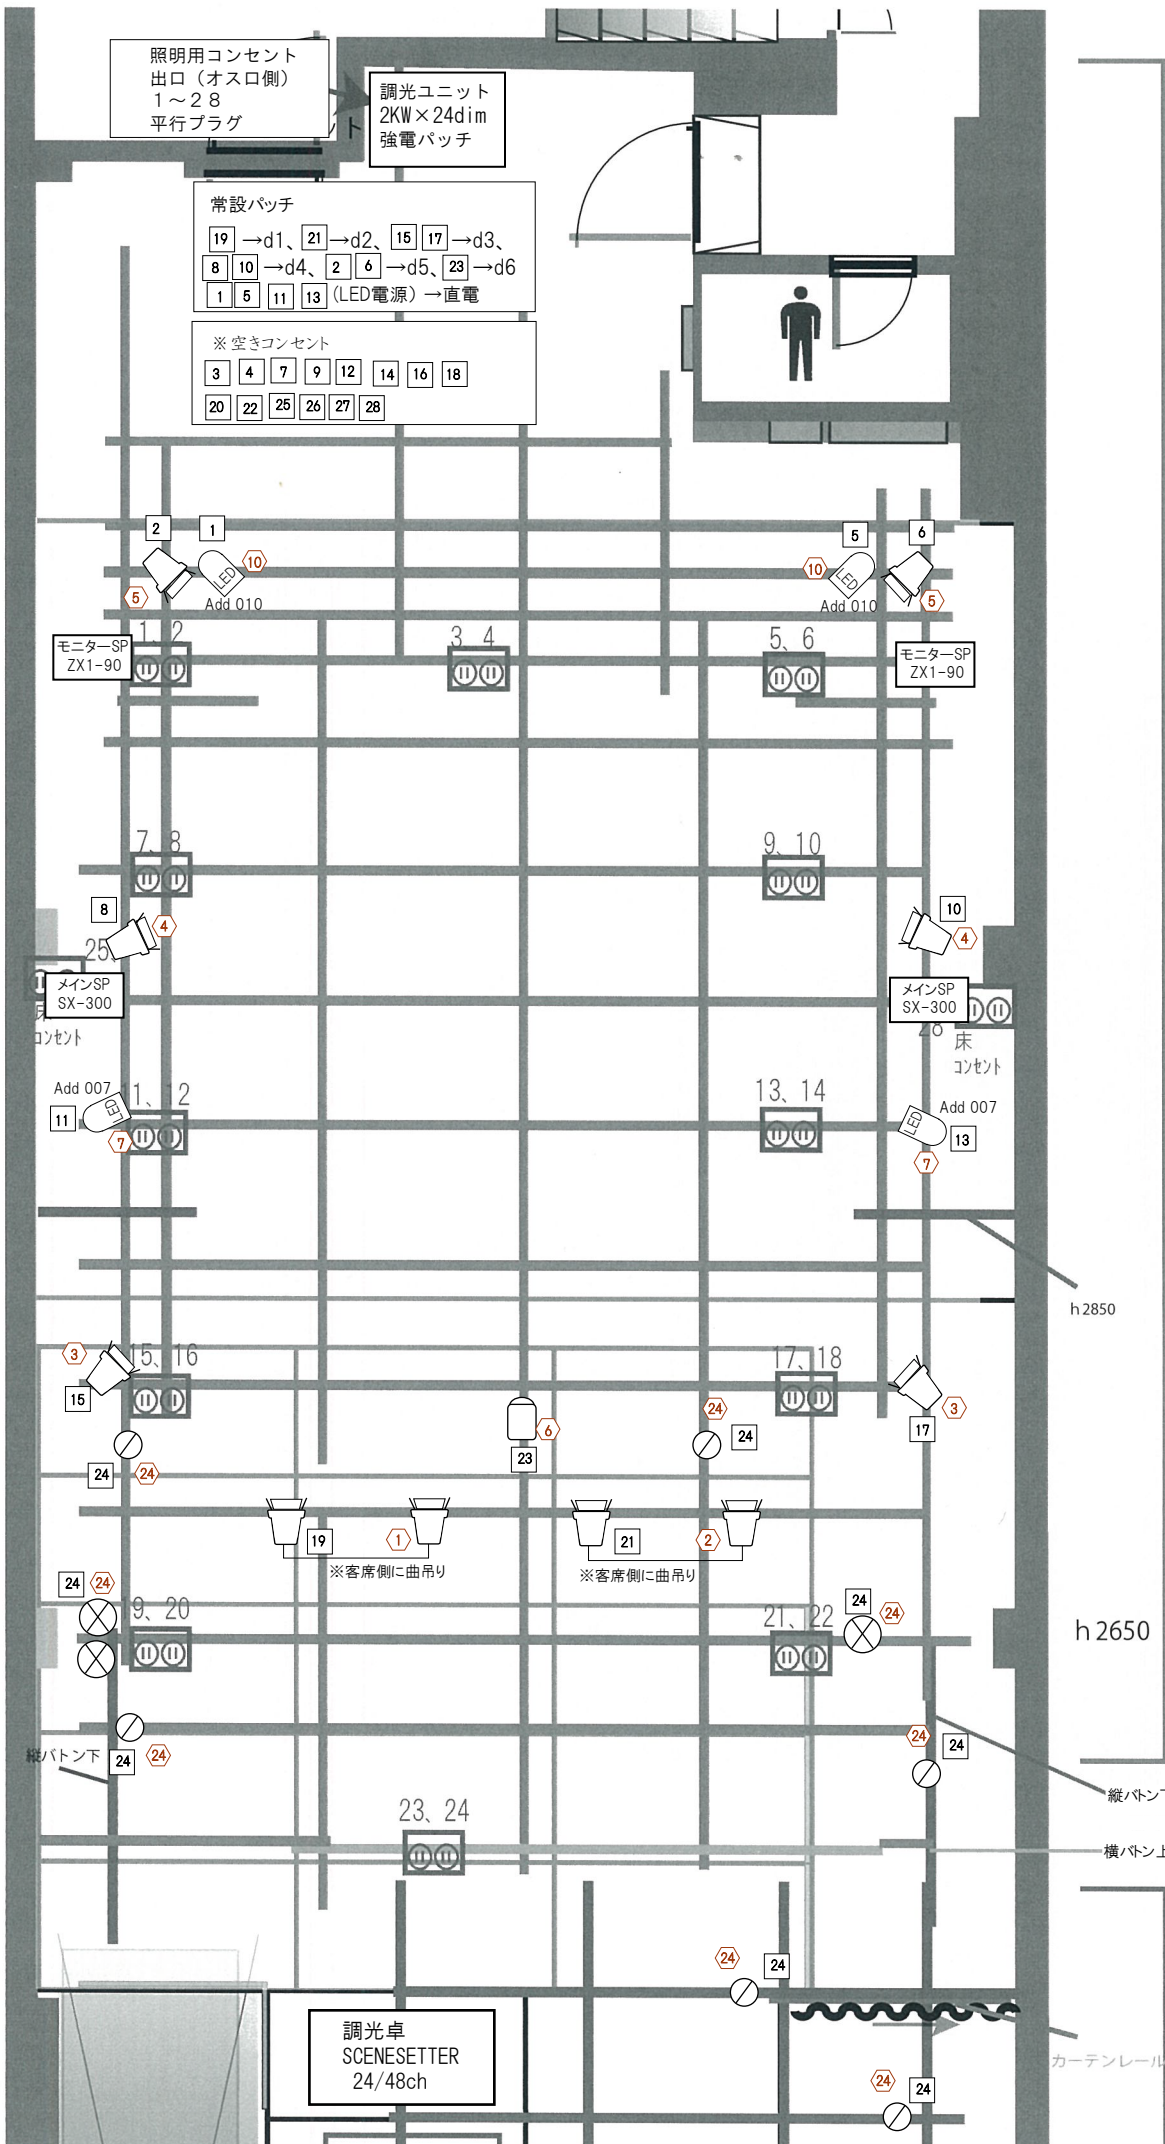 照明用コンセント
出口（オスロ側）
１～２８
平行プラグ
ト
調光ユニット
2KW×24dim
強電パッチ
常設パッチ
19 →d1、 21 →d2、 15 17 →d3、
8 10 →d4、 2 6 →d5、 23 →d6
1 5 11 13 (LED電源) →直電
※空きコンセント
3 4 7 9 12 14 16 18
20 22 25 26 27 28
2 1 5 6
LED 10 10 LED
5 Add 010 Add 010 5
モニターSP
ZX1-90
1、2
3、4
5、6
モニターSP
ZX1-90
7、8
9、10
8 4
10 4
25、
メインSP
SX-300
床
コンセント
メインSP
SX-300
28
床
コンセント
Add 007
11 LED 7
11、12
13、14
LED Add 007
13
7
h2850
3
15
15、16
17、18
3
17
6
23
24
24
24 24
19 1
※客席側に曲吊り
21 2
※客席側に曲吊り
24 24
9、20
21、22
24 24
h2650
縦バトン下
24 24
24 24
縦バトン
横バトン上
23、24
24 24
調光卓
SCENESETTER
24/48ch
カーテンレール
24 24